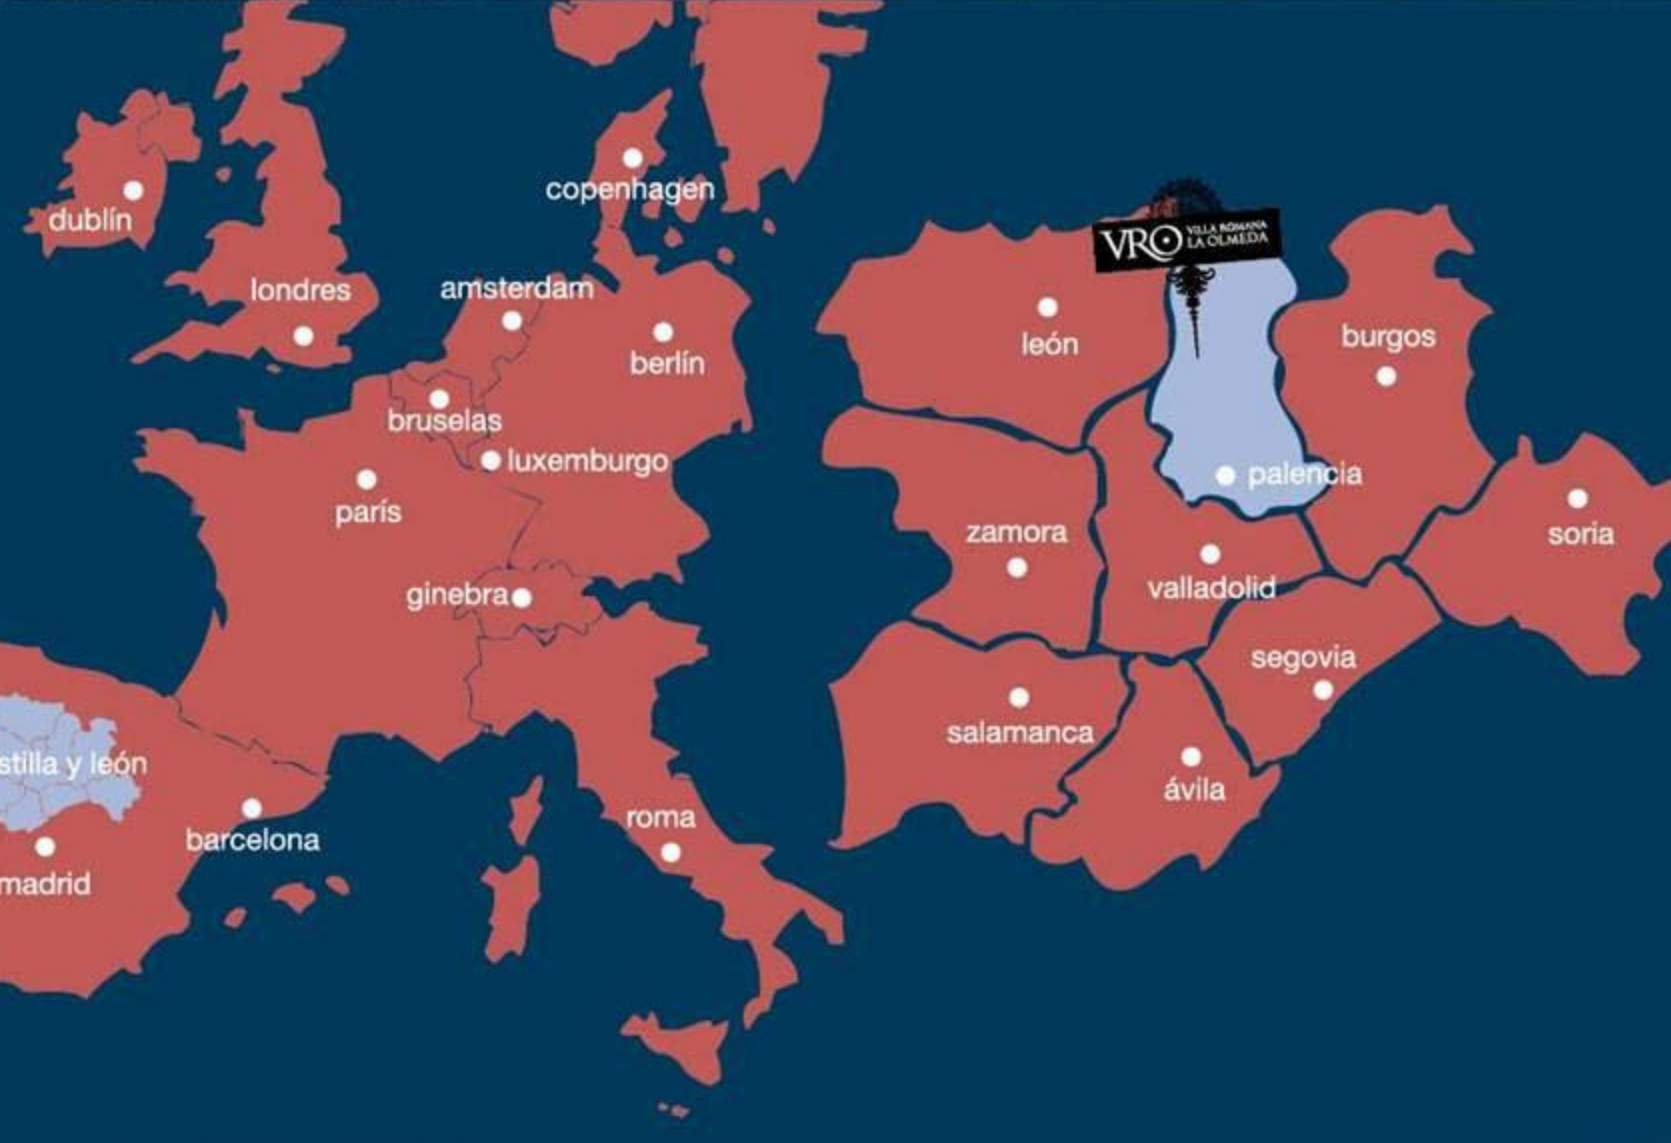 dublín
londres
copenhagen
amsterdam
berlín
bruselas
luxemburgo
parís
ginebra
stilla y león
madrid
barcelona
roma
VRO VILLA ROMANA
LA OLMEDA
león
burgos
palencia
soria
zamora
valladolid
segovia
salamanca
ávila